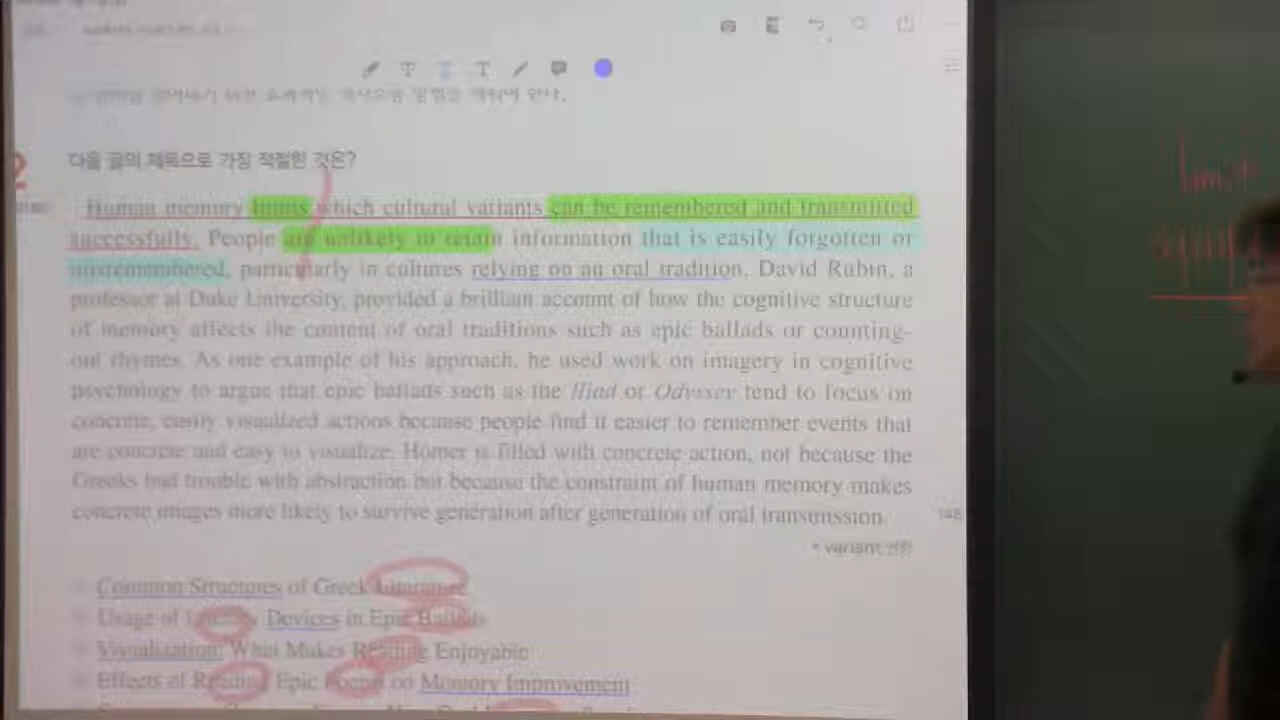 다음 글의 제목으로 가장 적절한 것은?
Human memory limits which cultural variants can be remembered and transmitted
successfully. People are unlikely to retain information that is easily forgotten or
misremembered, particularly in cultures relying on an oral tradition. David Rubin, a
professor at Duke University, provided a brilliant account of how the cognitive structure
of memory affects the content of oral traditions such as epic ballads or counting-
out rhymes. As one example of his approach, he used work on imagery in cognitive
psychology to argue that epic ballads such as the Iliad or Odyssey tend to focus on
concrete, easily visualized actions because people find it easier to remember events that
are concrete and easy to visualize. Homer is filled with concrete action, not because the
Greeks had trouble with abstraction but because the constraint of human memory makes
concrete images more likely to survive generation after generation of oral transmission.
* variant 변형
Common Structures of Greek Literature
Usage of Literary Devices in Epic Ballads
Visualization: What Makes Reading Enjoyable
Effects of Reading Epic Poems on Memory Improvement
limit